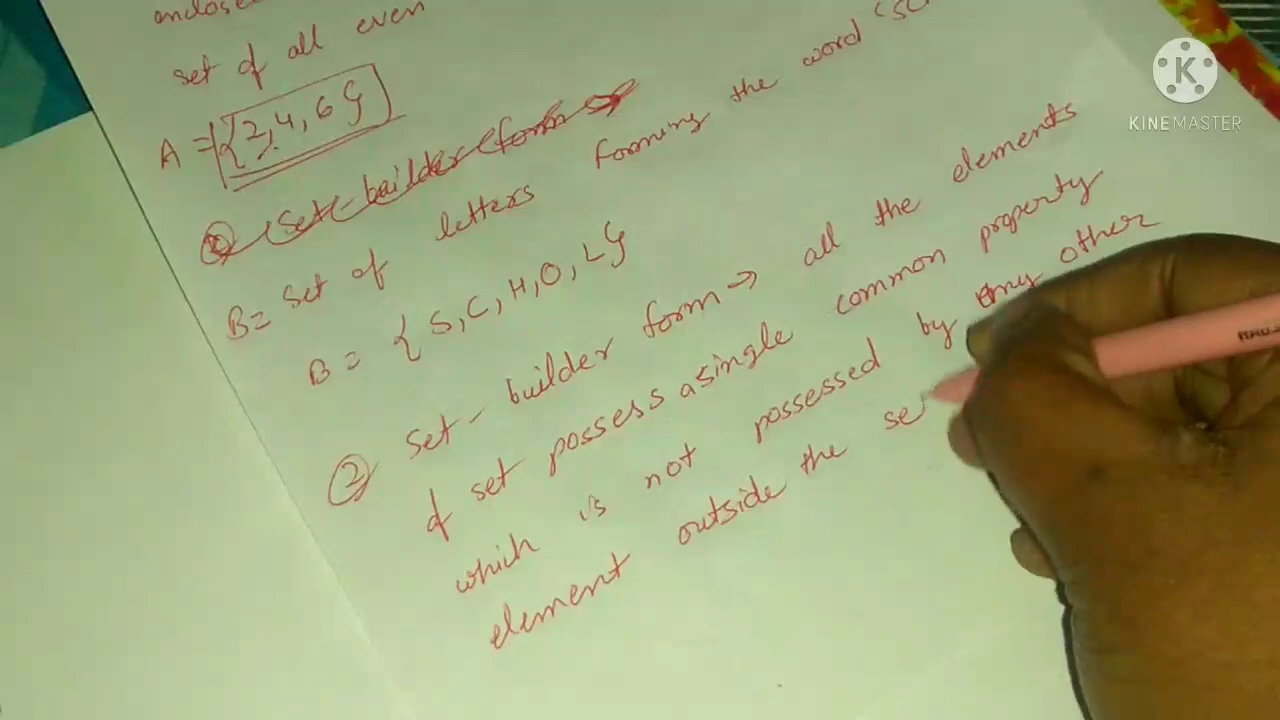 enclose
set of all even
A = {2, 4, 6}
Set-builder form →
B = set of letters forming the word
B = { S, C, H, O, L}
② Set-builder form → all the elements
of set possess a single common property
which is not possessed by any other
element outside the se
K
KINEMASTER